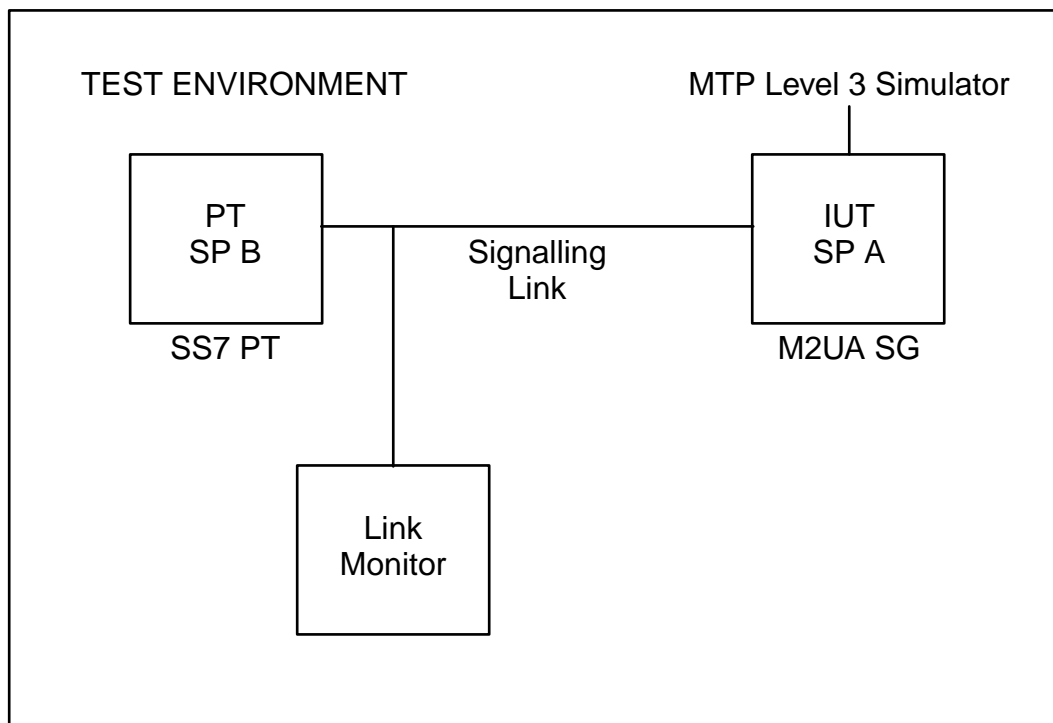 TEST ENVIRONMENT
MTP Level 3 Simulator
PT
SP B
IUT
SP A
Signalling
Link
SS7 PT
M2UA SG
Link
Monitor